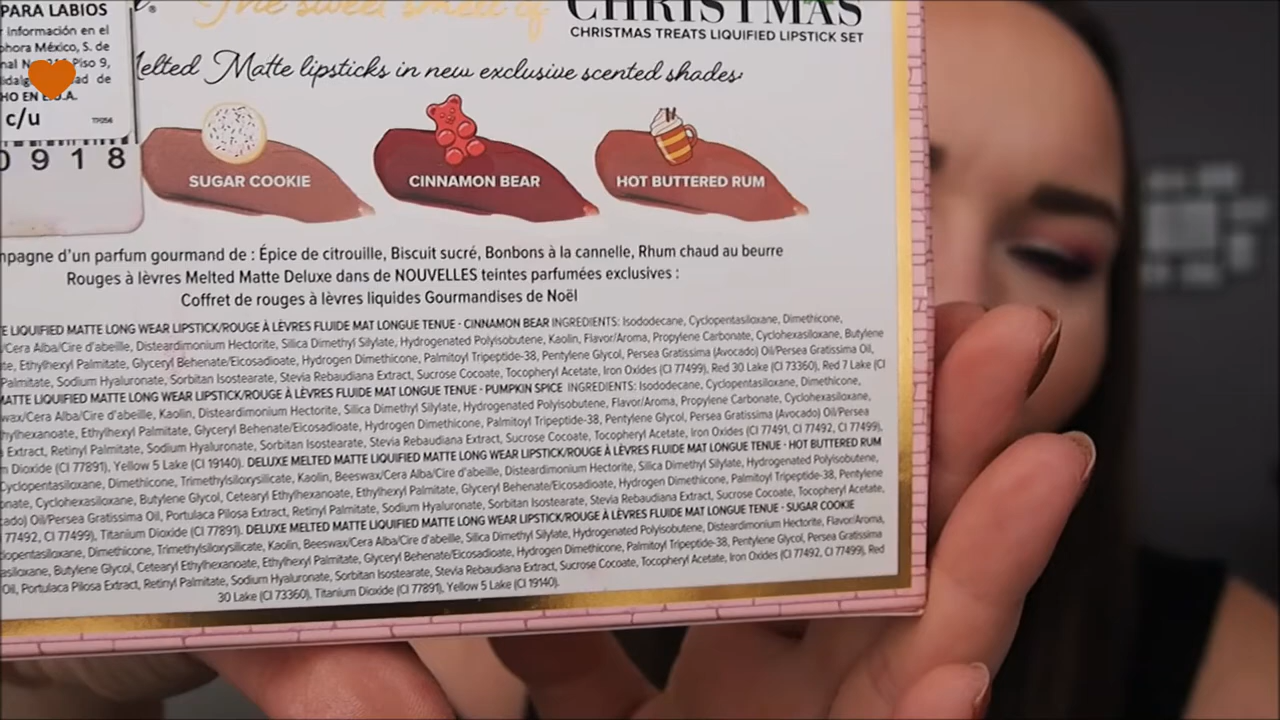 PARA LABIOS
Información en el
phora México, S. de
Piso 9,
ad de
HO EN E.U.A.
c/u
0918
The sweet smell of
CHRISTMAS
CHRISTMAS TREATS LIQUIFIED LIPSTICK SET
Melted Matte lipsticks in new exclusive scented shades:
SUGAR COOKIE
CINNAMON BEAR
HOT BUTTERED RUM
mpagne d'un parfum gourmand de : Épice de citrouille, Biscuit sucré, Bonbons à la cannelle, Rhum chaud au beurre
Rouges à lèvres Melted Matte Deluxe dans de NOUVELLES teintes parfumées exclusives :
Coffret de rouges à lèvres liquides Gourmandises de Noël
E LIQUIFIED MATTE LONG WEAR LIPSTICK/ROUGE À LÈVRES FLUIDE MAT LONGUE TENUE · CINNAMON BEAR INGREDIENTS: Isododecane, Cyclopentasiloxane, Dimethicone,
/Cera Alba/Cire d'abeille, Disteardimonium Hectorite, Silica Dimethyl Silylate, Hydrogenated Polyisobutene, Kaolin, Flavor/Aroma, Propylene Carbonate, Cyclohexasiloxane, Butylene
te, Ethylhexyl Palmitate, Glyceryl Behenate/Eicosadioate, Hydrogen Dimethicone, Palmitoyl Tripeptide-38, Pentylene Glycol, Persea Gratissima (Avocado) Oil/Persea Gratissima Oil,
Palmitate, Sodium Hyaluronate, Sorbitan Isostearate, Stevia Rebaudiana Extract, Sucrose Cocoate, Tocopheryl Acetate, Iron Oxides (CI 77499), Red 30 Lake (CI 73360), Red 7 Lake (CI
MATTE LIQUIFIED MATTE LONG WEAR LIPSTICK/ROUGE À LÈVRES FLUIDE MAT LONGUE TENUE · PUMPKIN SPICE INGREDIENTS: Isododecane, Cyclopentasiloxane, Dimethicone,
wax/Cera Alba/Cire d'abeille, Kaolin, Disteardimonium Hectorite, Silica Dimethyl Silylate, Hydrogenated Polyisobutene, Flavor/Aroma, Propylene Carbonate, Cyclohexasiloxane,
hylhexanoate, Ethylhexyl Palmitate, Glyceryl Behenate/Eicosadioate, Hydrogen Dimethicone, Palmitoyl Tripeptide-38, Pentylene Glycol, Persea Gratissima (Avocado) Oil/Persea
Extract, Retinyl Palmitate, Sodium Hyaluronate, Sorbitan Isostearate, Stevia Rebaudiana Extract, Sucrose Cocoate, Tocopheryl Acetate, Iron Oxides (CI 77491, CI 77492, CI 77499),
m Dioxide (CI 77891), Yellow 5 Lake (CI 19140). DELUXE MELTED MATTE LIQUIFIED MATTE LONG WEAR LIPSTICK/ROUGE À LÈVRES FLUIDE MAT LONGUE TENUE · HOT BUTTERED RUM
Cyclopentasiloxane, Dimethicone, Trimethylsiloxysilicate, Kaolin, Beeswax/Cera Alba/Cire d'abeille, Disteardimonium Hectorite, Silica Dimethyl Silylate, Hydrogenated Polyisobutene,
onate, Cyclohexasiloxane, Butylene Glycol, Cetearyl Ethylhexanoate, Ethylhexyl Palmitate, Glyceryl Behenate/Eicosadioate, Hydrogen Dimethicone, Palmitoyl Tripeptide-38, Pentylene
cado) Oil/Persea Gratissima Oil, Portulaca Pilosa Extract, Retinyl Palmitate, Sodium Hyaluronate, Sorbitan Isostearate, Stevia Rebaudiana Extract, Sucrose Cocoate, Tocopheryl Acetate,
77492, CI 77499), Titanium Dioxide (CI 77891). DELUXE MELTED MATTE LIQUIFIED MATTE LONG WEAR LIPSTICK/ROUGE À LÈVRES FLUIDE MAT LONGUE TENUE · SUGAR COOKIE
clopentasiloxane, Dimethicone, Trimethylsiloxysilicate, Kaolin, Beeswax/Cera Alba/Cire d'abeille, Silica Dimethyl Silylate, Hydrogenated Polyisobutene, Disteardimonium Hectorite, Flavor/Aroma,
asiloxane, Butylene Glycol, Cetearyl Ethylhexanoate, Ethylhexyl Palmitate, Glyceryl Behenate/Eicosadioate, Hydrogen Dimethicone, Palmitoyl Tripeptide-38, Pentylene Glycol, Persea Gratissima
Oil, Portulaca Pilosa Extract, Retinyl Palmitate, Sodium Hyaluronate, Sorbitan Isostearate, Stevia Rebaudiana Extract, Sucrose Cocoate, Tocopheryl Acetate, Iron Oxides (CI 77492, CI 77499), Red
30 Lake (CI 73360), Titanium Dioxide (CI 77891), Yellow 5 Lake (CI 19140).